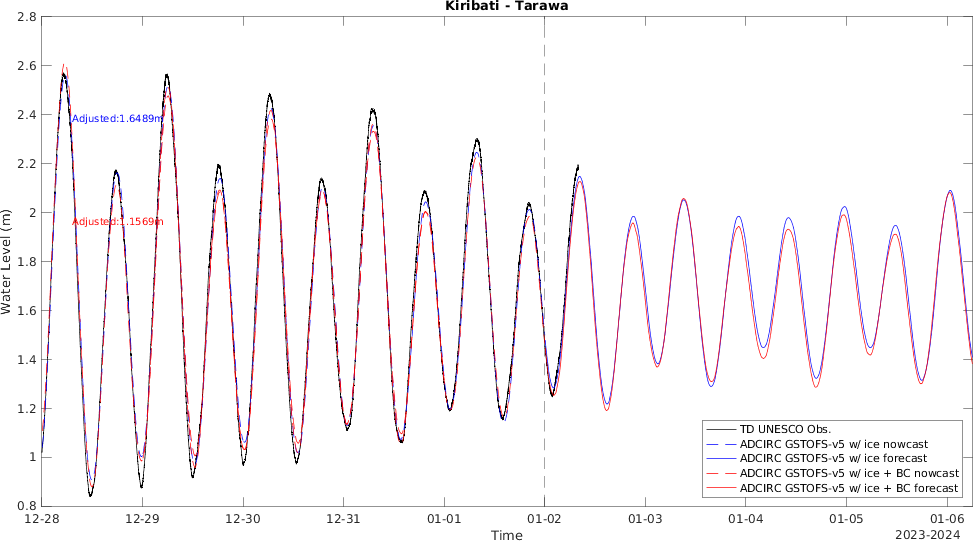 Kiribati - Tarawa
2.8
2.6
2.4
2.2
2
1.8
1.6
1.4
1.2
1
0.8
Water Level (m)
Adjusted:1.6489m
Adjusted:1.1569m
TD UNESCO Obs.
ADCIRC GSTOFS-v5 w/ ice nowcast
ADCIRC GSTOFS-v5 w/ ice forecast
ADCIRC GSTOFS-v5 w/ ice + BC nowcast
ADCIRC GSTOFS-v5 w/ ice + BC forecast
12-28 12-29 12-30 12-31 01-01 01-02 01-03 01-04 01-05 01-06
Time
2023-2024